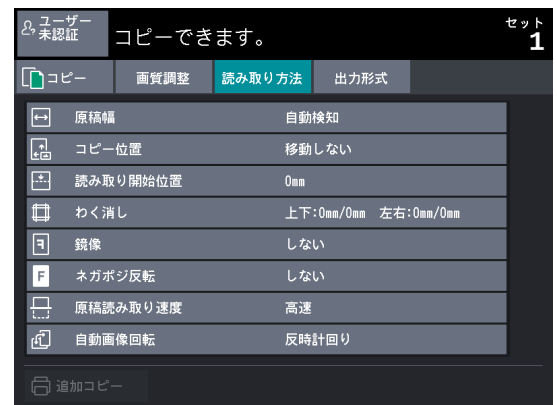 ユーザー
未認証
コピーできます。
セット
1
コピー
画質調整
読み取り方法
出力形式
原稿幅 自動検知
コピー位置 移動しない
読み取り開始位置 0mm
わく消し 上下:0mm/0mm 左右:0mm/0mm
鏡像 しない
ネガポジ反転 しない
原稿読み取り速度 高速
自動画像回転 反時計回り
追加コピー